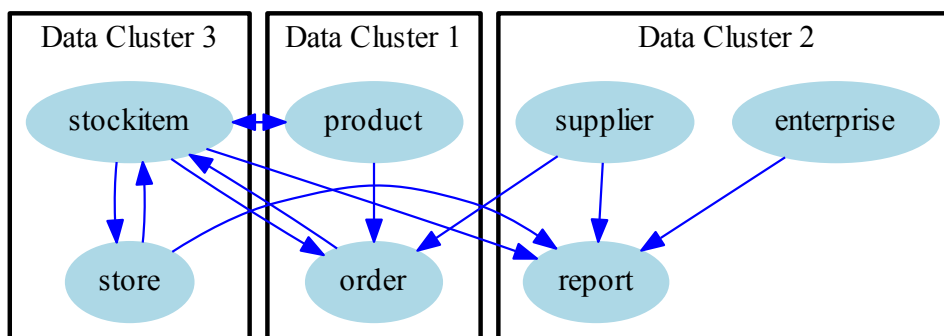 Data Cluster 3
Data Cluster 1
Data Cluster 2
stockitem
product
supplier
enterprise
store
order
report